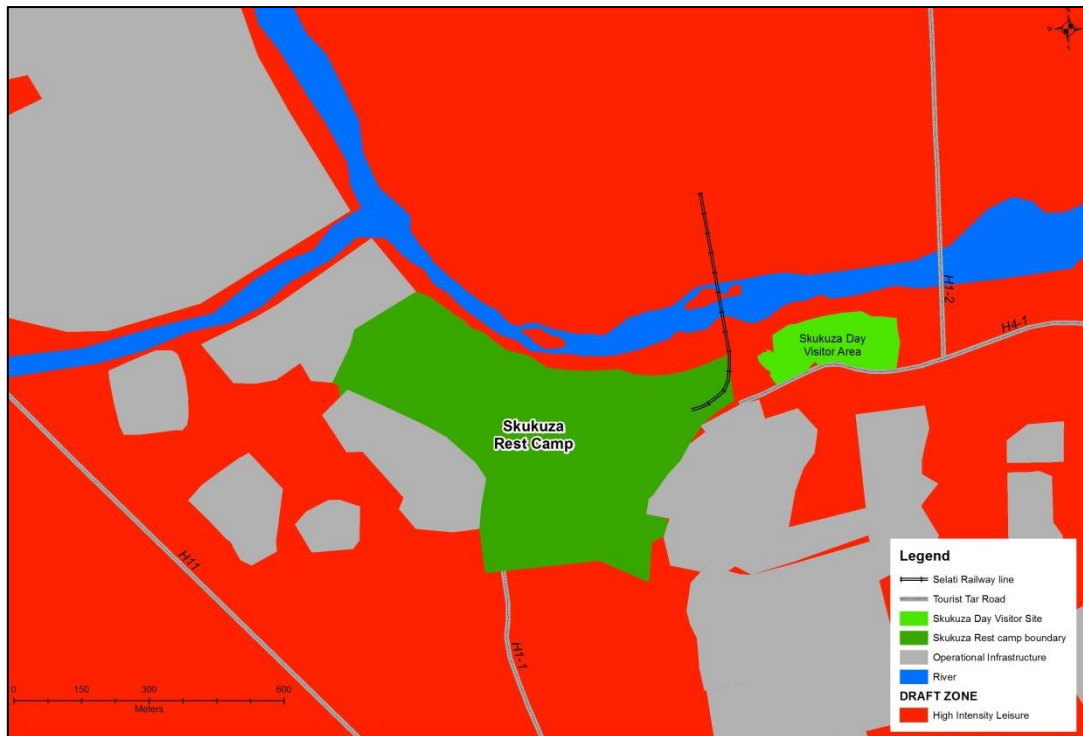 N
W E
S
H1-2
H4-1
Skukuza Day
Visitor Area
Skukuza
Rest Camp
H11
H1-1
0 150 300 600
Meters
Legend
Selati Railway line
Tourist Tar Road
Skukuza Day Visitor Site
Skukuza Rest camp boundary
Operational Infrastructure
River
DRAFT ZONE
High Intensity Leisure